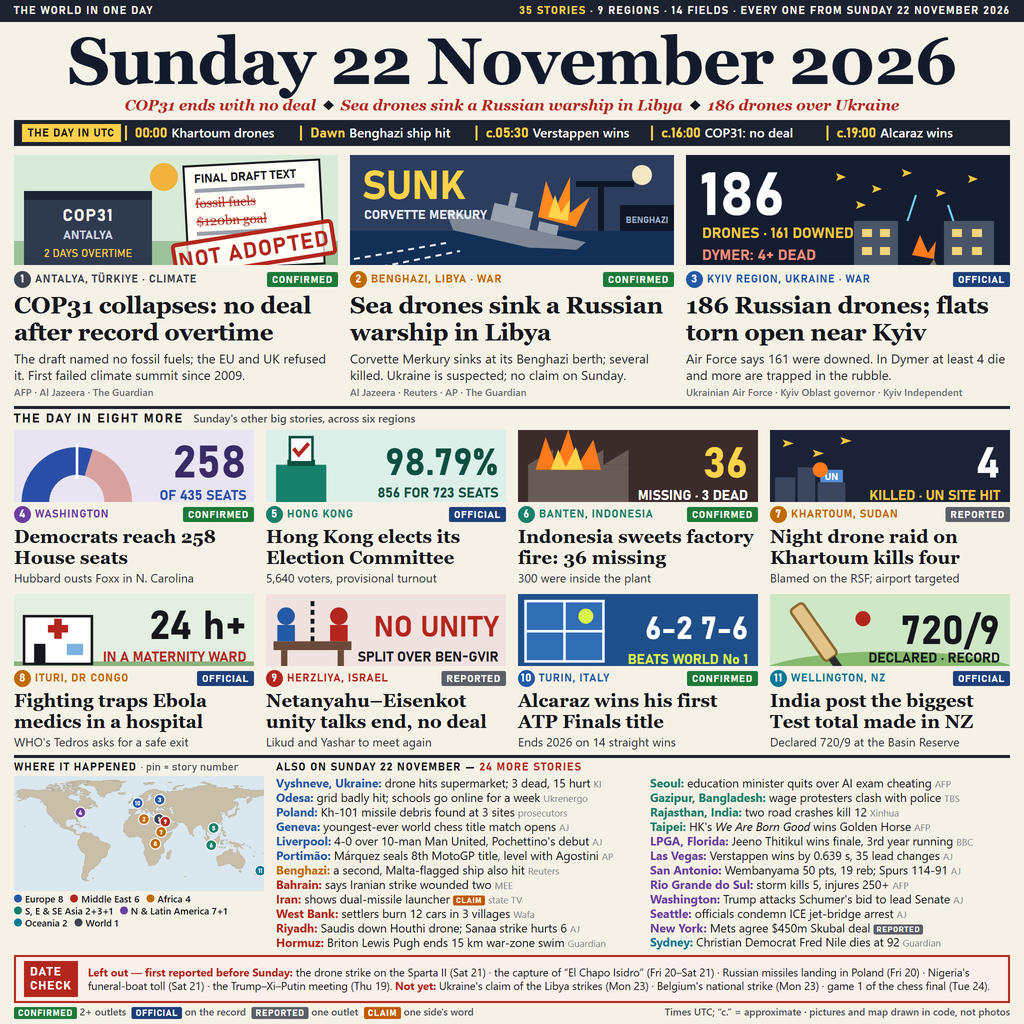 THE WORLD IN ONE DAY
35 STORIES · 9 REGIONS · 14 FIELDS · EVERY ONE FROM SUNDAY 22 NOVEMBER 2026
Sunday 22 November 2026
COP31 ends with no deal ◆ Sea drones sink a Russian warship in Libya ◆ 186 drones over Ukraine
THE DAY IN UTC
00:00 Khartoum drones
Dawn Benghazi ship hit
c.05:30 Verstappen wins
c.16:00 COP31: no deal
c.19:00 Alcaraz wins
COP31
ANTALYA
2 DAYS OVERTIME
FINAL DRAFT TEXT
fossil fuels
$120bn goal
NOT ADOPTED
1 ANTALYA, TÜRKIYE · CLIMATE
CONFIRMED
COP31 collapses: no deal
after record overtime
The draft named no fossil fuels; the EU and UK refused
it. First failed climate summit since 2009.
AFP · Al Jazeera · The Guardian
SUNK
CORVETTE MERKURY
BENGHAZI
2 BENGHAZI, LIBYA · WAR
CONFIRMED
Sea drones sink a Russian
warship in Libya
Corvette Merkury sinks at its Benghazi berth; several
killed. Ukraine is suspected; no claim on Sunday.
Al Jazeera · Reuters · AP · The Guardian
186
DRONES · 161 DOWNED
DYMER: 4+ DEAD
3 KYIV REGION, UKRAINE · WAR
OFFICIAL
186 Russian drones; flats
torn open near Kyiv
Air Force says 161 were downed. In Dymer at least 4 die
and more are trapped in the rubble.
Ukrainian Air Force · Kyiv Oblast governor · Kyiv Independent
THE DAY IN EIGHT MORE
Sunday's other big stories, across six regions
258
OF 435 SEATS
4 WASHINGTON
CONFIRMED
Democrats reach 258
House seats
Hubbard ousts Foxx in N. Carolina
98.79%
856 FOR 723 SEATS
5 HONG KONG
OFFICIAL
Hong Kong elects its
Election Committee
5,640 voters, provisional turnout
36
MISSING · 3 DEAD
6 BANTEN, INDONESIA
CONFIRMED
Indonesia sweets factory
fire: 36 missing
300 were inside the plant
UN
4
KILLED · UN SITE HIT
7 KHARTOUM, SUDAN
REPORTED
Night drone raid on
Khartoum kills four
Blamed on the RSF; airport targeted
24 h+
IN A MATERNITY WARD
8 ITURI, DR CONGO
OFFICIAL
Fighting traps Ebola
medics in a hospital
WHO's Tedros asks for a safe exit
NO UNITY
SPLIT OVER BEN-GVIR
9 HERZLIYA, ISRAEL
REPORTED
Netanyahu–Eisenkot
unity talks end, no deal
Likud and Yashar to meet again
6-2 7-6
BEATS WORLD No 1
10 TURIN, ITALY
CONFIRMED
Alcaraz wins his first
ATP Finals title
Ends 2026 on 14 straight wins
720/9
DECLARED · RECORD
11 WELLINGTON, NZ
OFFICIAL
India post the biggest
Test total made in NZ
Declared 720/9 at the Basin Reserve
WHERE IT HAPPENED · pin = story number
4
10
3
2
9
7
8
5
6
11
Europe 8 Middle East 6 Africa 4
S, E & SE Asia 2+3+1 N & Latin America 7+1
Oceania 2 World 1
ALSO ON SUNDAY 22 NOVEMBER — 24 MORE STORIES
Vyshneve, Ukraine: drone hits supermarket; 3 dead, 15 hurt KI
Odesa: grid badly hit; schools go online for a week Ukrenergo
Poland: Kh-101 missile debris found at 3 sites prosecutors
Geneva: youngest-ever world chess title match opens AJ
Liverpool: 4-0 over 10-man Man United, Pochettino's debut AJ
Portimão: Márquez seals 8th MotoGP title, level with Agostini AP
Benghazi: a second, Malta-flagged ship also hit Reuters
Bahrain: says Iranian strike wounded two MEE
Iran: shows dual-missile launcher CLAIM state TV
West Bank: settlers burn 12 cars in 3 villages Wafa
Riyadh: Saudis down Houthi drone; Sanaa strike hurts 6 AJ
Hormuz: Briton Lewis Pugh ends 15 km war-zone swim Guardian
Seoul: education minister quits over AI exam cheating AFP
Gazipur, Bangladesh: wage protesters clash with police TBS
Rajasthan, India: two road crashes kill 12 Xinhua
Taipei: HK's We Are Born Good wins Golden Horse AFP
LPGA, Florida: Jeeno Thitikul wins finale, 3rd year running BBC
Las Vegas: Verstappen wins by 0.639 s, 35 lead changes AJ
San Antonio: Wembanyama 50 pts, 19 reb; Spurs 114-91 AJ
Rio Grande do Sul: storm kills 5, injures 250+ AFP
Washington: Trump attacks Schumer's bid to lead Senate AJ
Seattle: officials condemn ICE jet-bridge arrest AJ
New York: Mets agree $450m Skubal deal REPORTED
Sydney: Christian Democrat Fred Nile dies at 92 Guardian
DATE
CHECK
Left out — first reported before Sunday: the drone strike on the Sparta II (Sat 21) · the capture of "El Chapo Isidro" (Fri 20–Sat 21) · Russian missiles landing in Poland (Fri 20) · Nigeria's
funeral-boat toll (Sat 21) · the Trump–Xi–Putin meeting (Thu 19). Not yet: Ukraine's claim of the Libya strikes (Mon 23) · Belgium's national strike (Mon 23) · game 1 of the chess final (Tue 24).
CONFIRMED 2+ outlets OFFICIAL on the record REPORTED one outlet CLAIM one side's word
Times UTC; "c." = approximate · pictures and map drawn in code, not photos